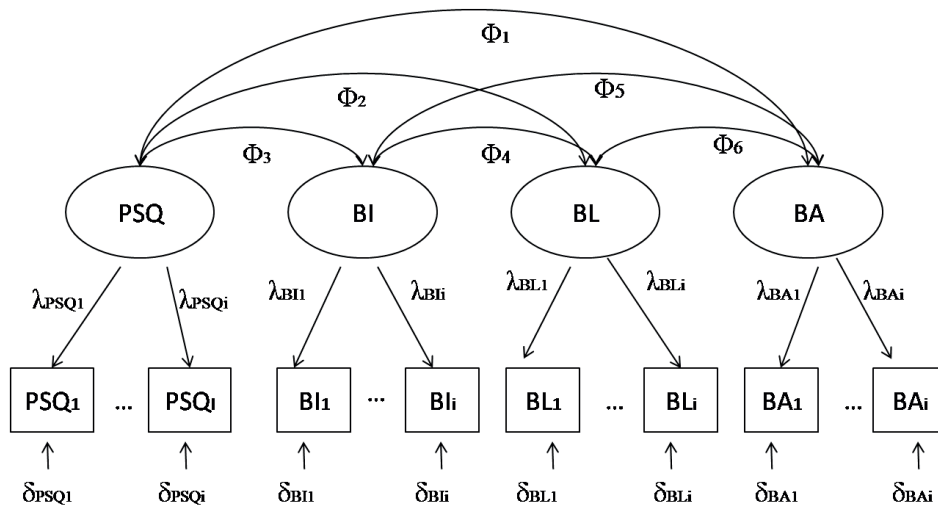 Φ1
Φ2
Φ5
Φ3
Φ4
Φ6
PSQ
BI
BL
BA
λPSQ1
λPSQi
λBI1
λBIi
λBL1
λBLi
λBA1
λBAi
PSQ1 ... PSQI BI1 ... BIi BL1 ... BLi BA1 ... BAi
δPSQ1 δPSQi δBI1 δBIi δBL1 δBLi δBA1 δBAi